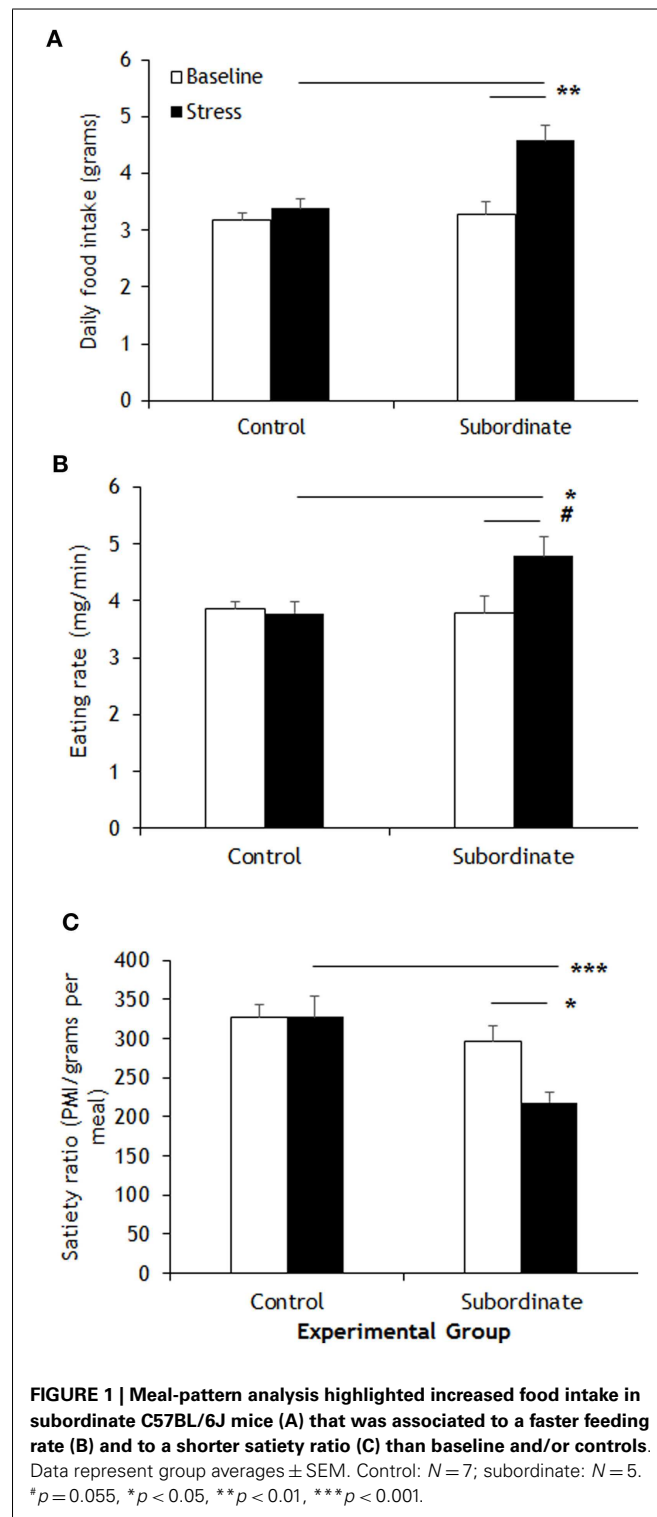 A
6
5
4
3
2
1
0
Daily food intake (grams)
Baseline
Stress
**
Control
Subordinate
B
6
5
4
3
2
1
0
Eating rate (mg/min)
*
#
Control
Subordinate
C
400
350
300
250
200
150
100
50
0
Satiety ratio (PMI/grams per
meal)
***
*
Control
Subordinate
Experimental Group
FIGURE 1 | Meal-pattern analysis highlighted increased food intake in
subordinate C57BL/6J mice (A) that was associated to a faster feeding
rate (B) and to a shorter satiety ratio (C) than baseline and/or controls.
Data represent group averages ± SEM. Control: N = 7; subordinate: N = 5.
#p = 0.055, *p < 0.05, **p < 0.01, ***p < 0.001.